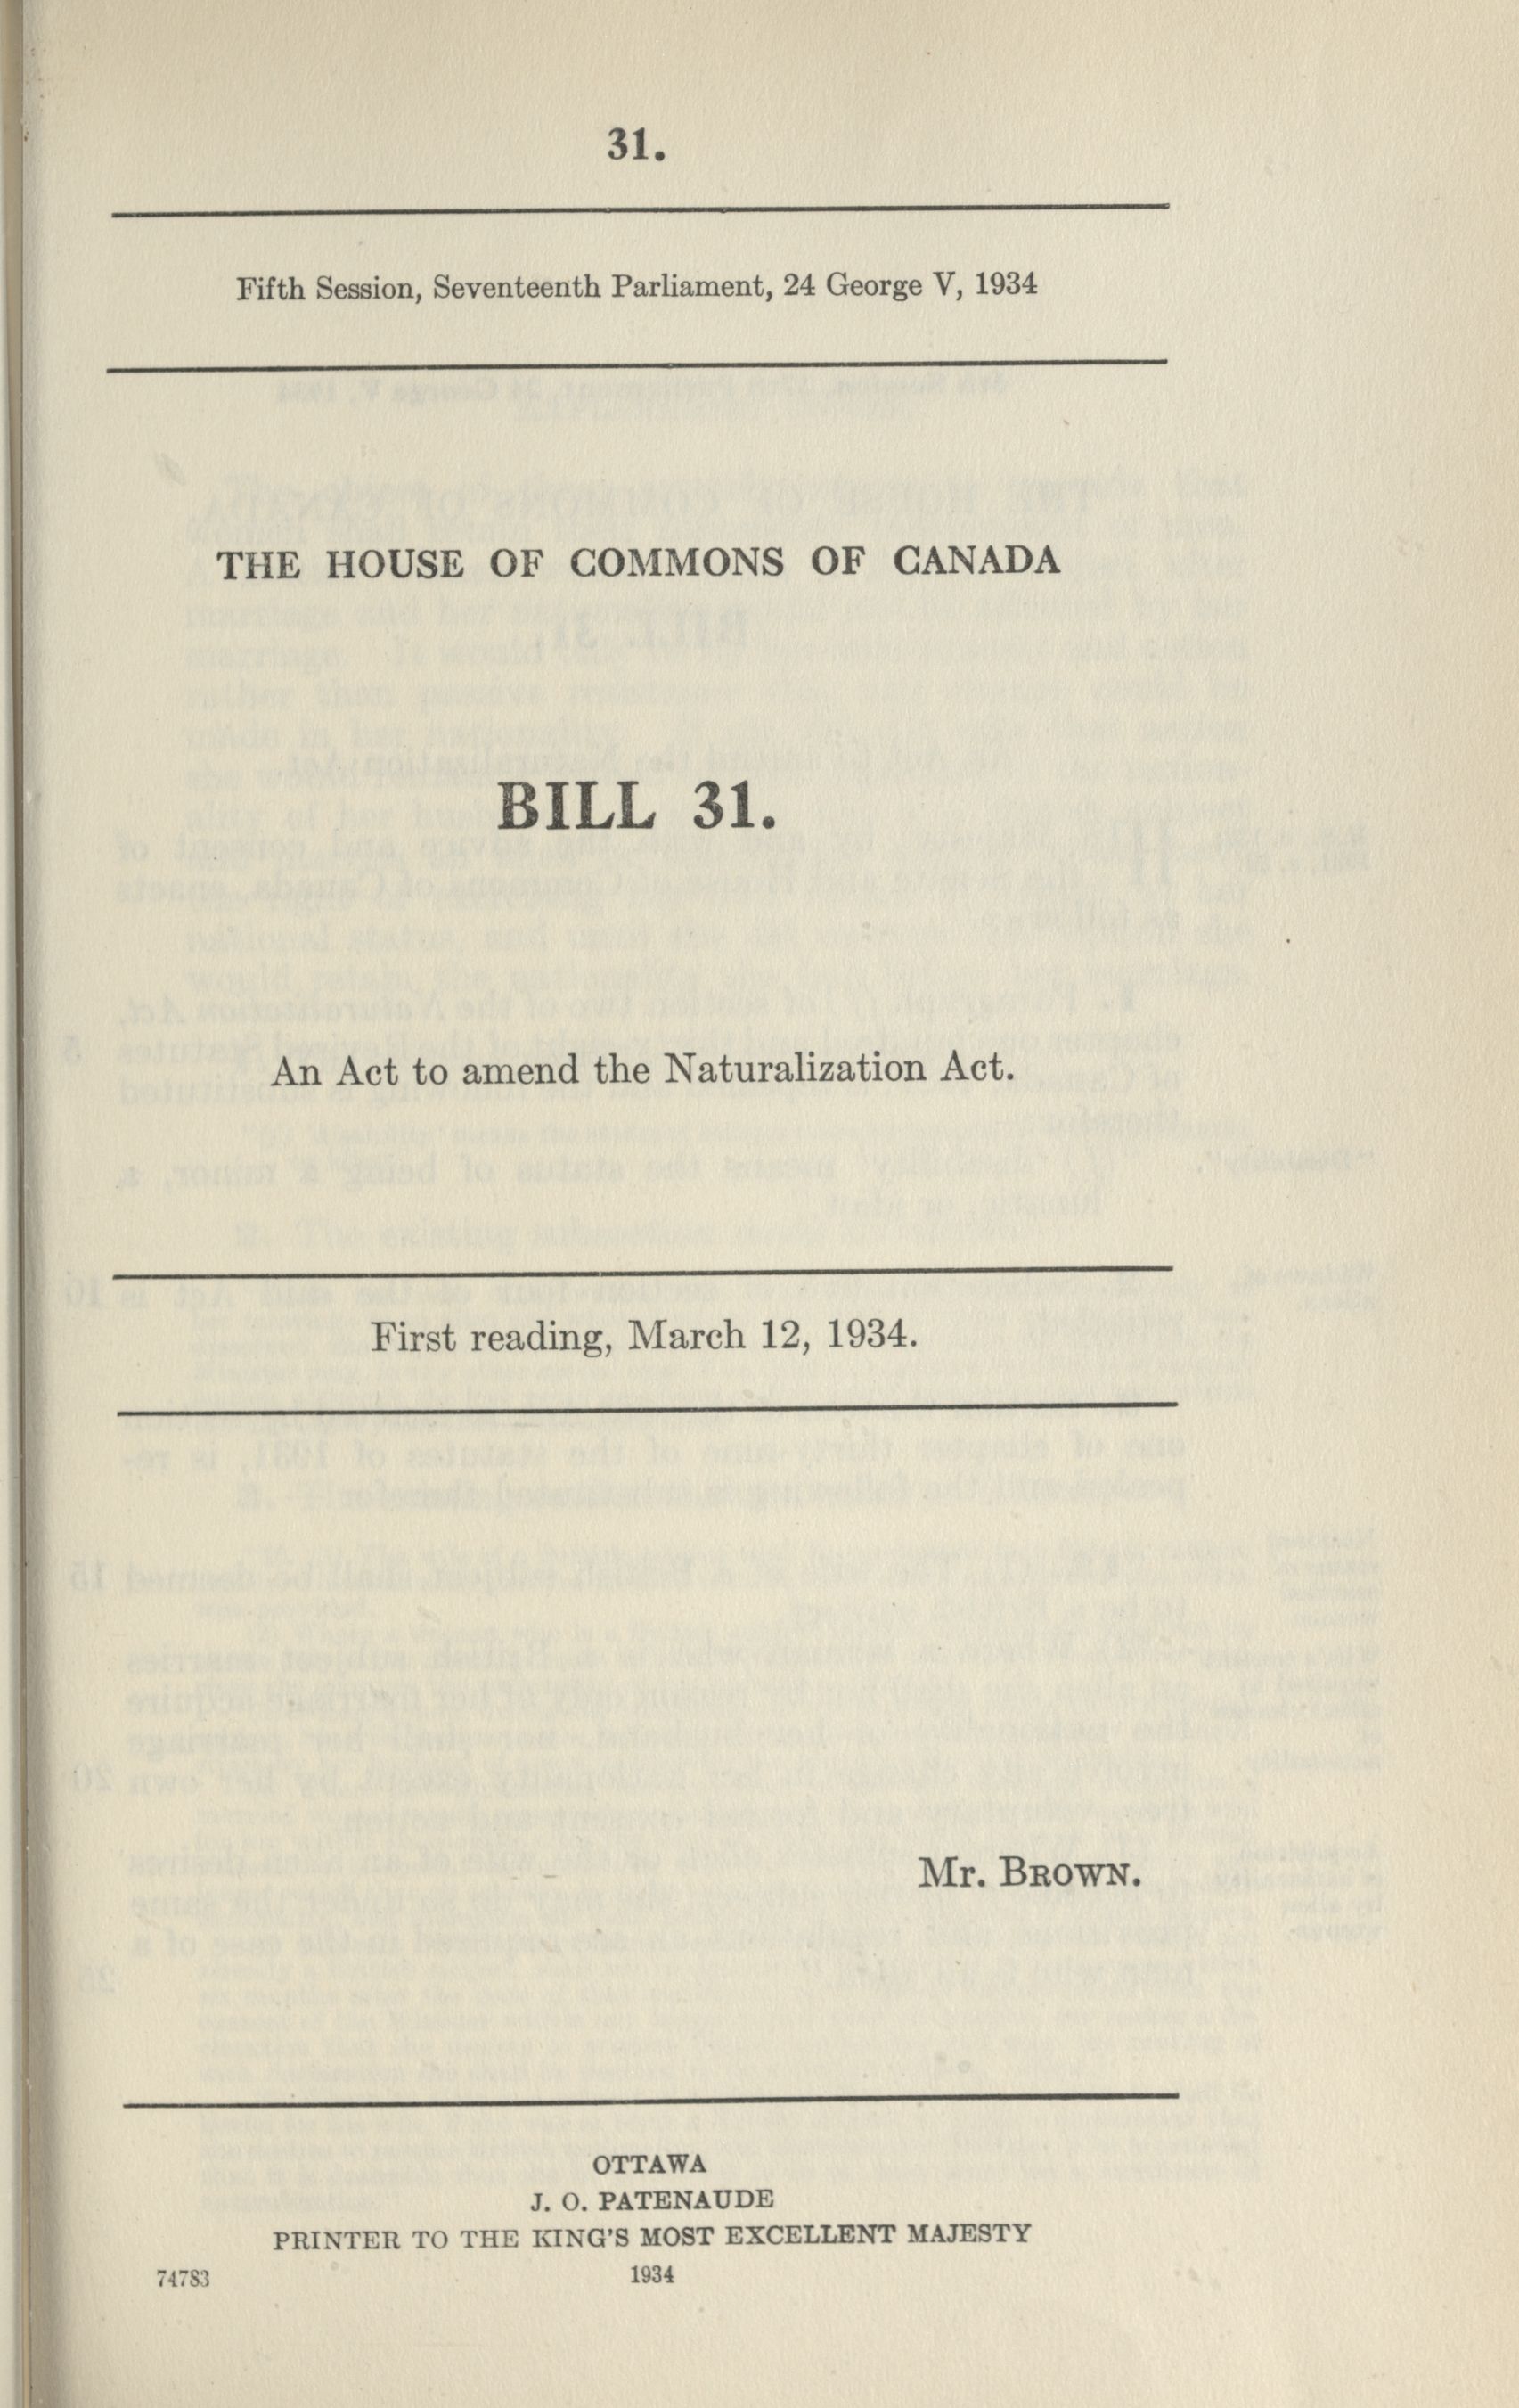 31.
Fifth Session, Seventeenth Parliament, 24 George V, 1934
THE HOUSE OF COMMONS OF CANADA
BILL 31.
An Act to amend the Naturalization Act.
First reading, March 12, 1934.
Mr. BROWN.
OTTAWA
J. O. PATENAUDE
PRINTER TO THE KING'S MOST EXCELLENT MAJESTY
74783
1934